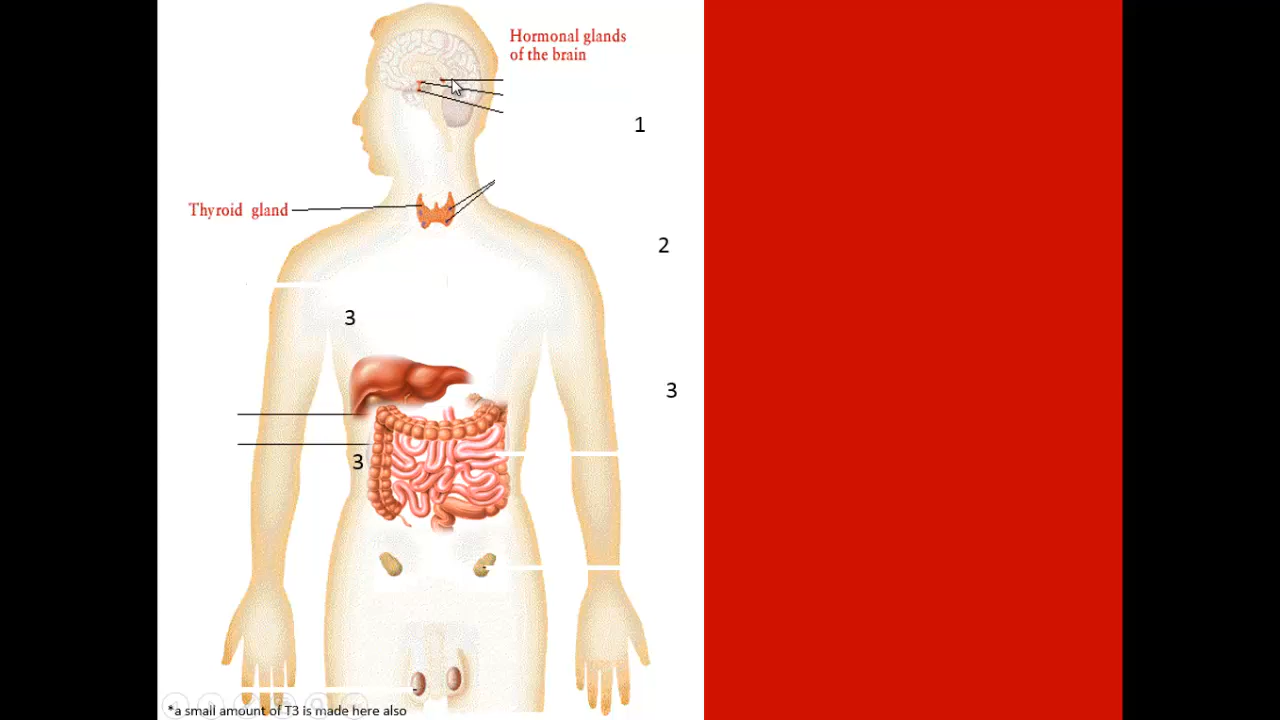 Hormonal glands
of the brain
1
Thyroid gland
2
3
3
3
*a small amount of T3 is made here also